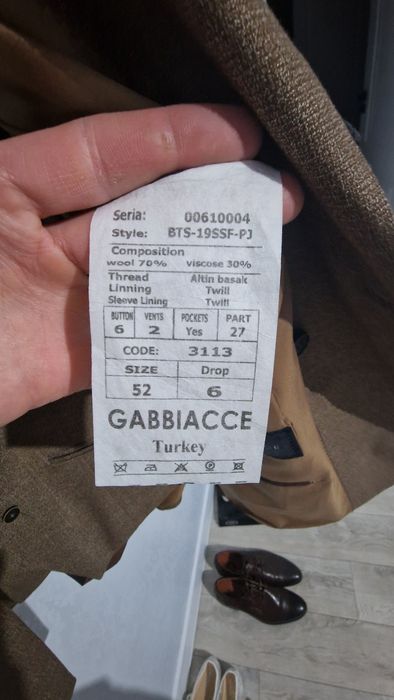 Seria: 00610004
Style: BTS-19SSF-PJ
Composition
wool 70% viscose 30%
Thread Altin basak
Linning Twill
Sleeve Lining Twill
BUTTON VENTS POCKETS PART
6 2 Yes 27
CODE: 3113
SIZE Drop
52 6
GABBIACCE
Turkey